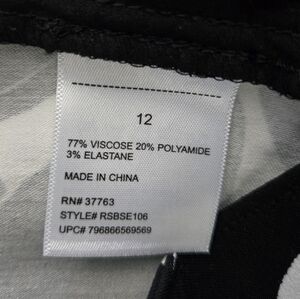 12
77% VISCOSE 20% POLYAMIDE
3% ELASTANE
MADE IN CHINA
RN# 37763
STYLE# RSBSE106
UPC# 796866569569